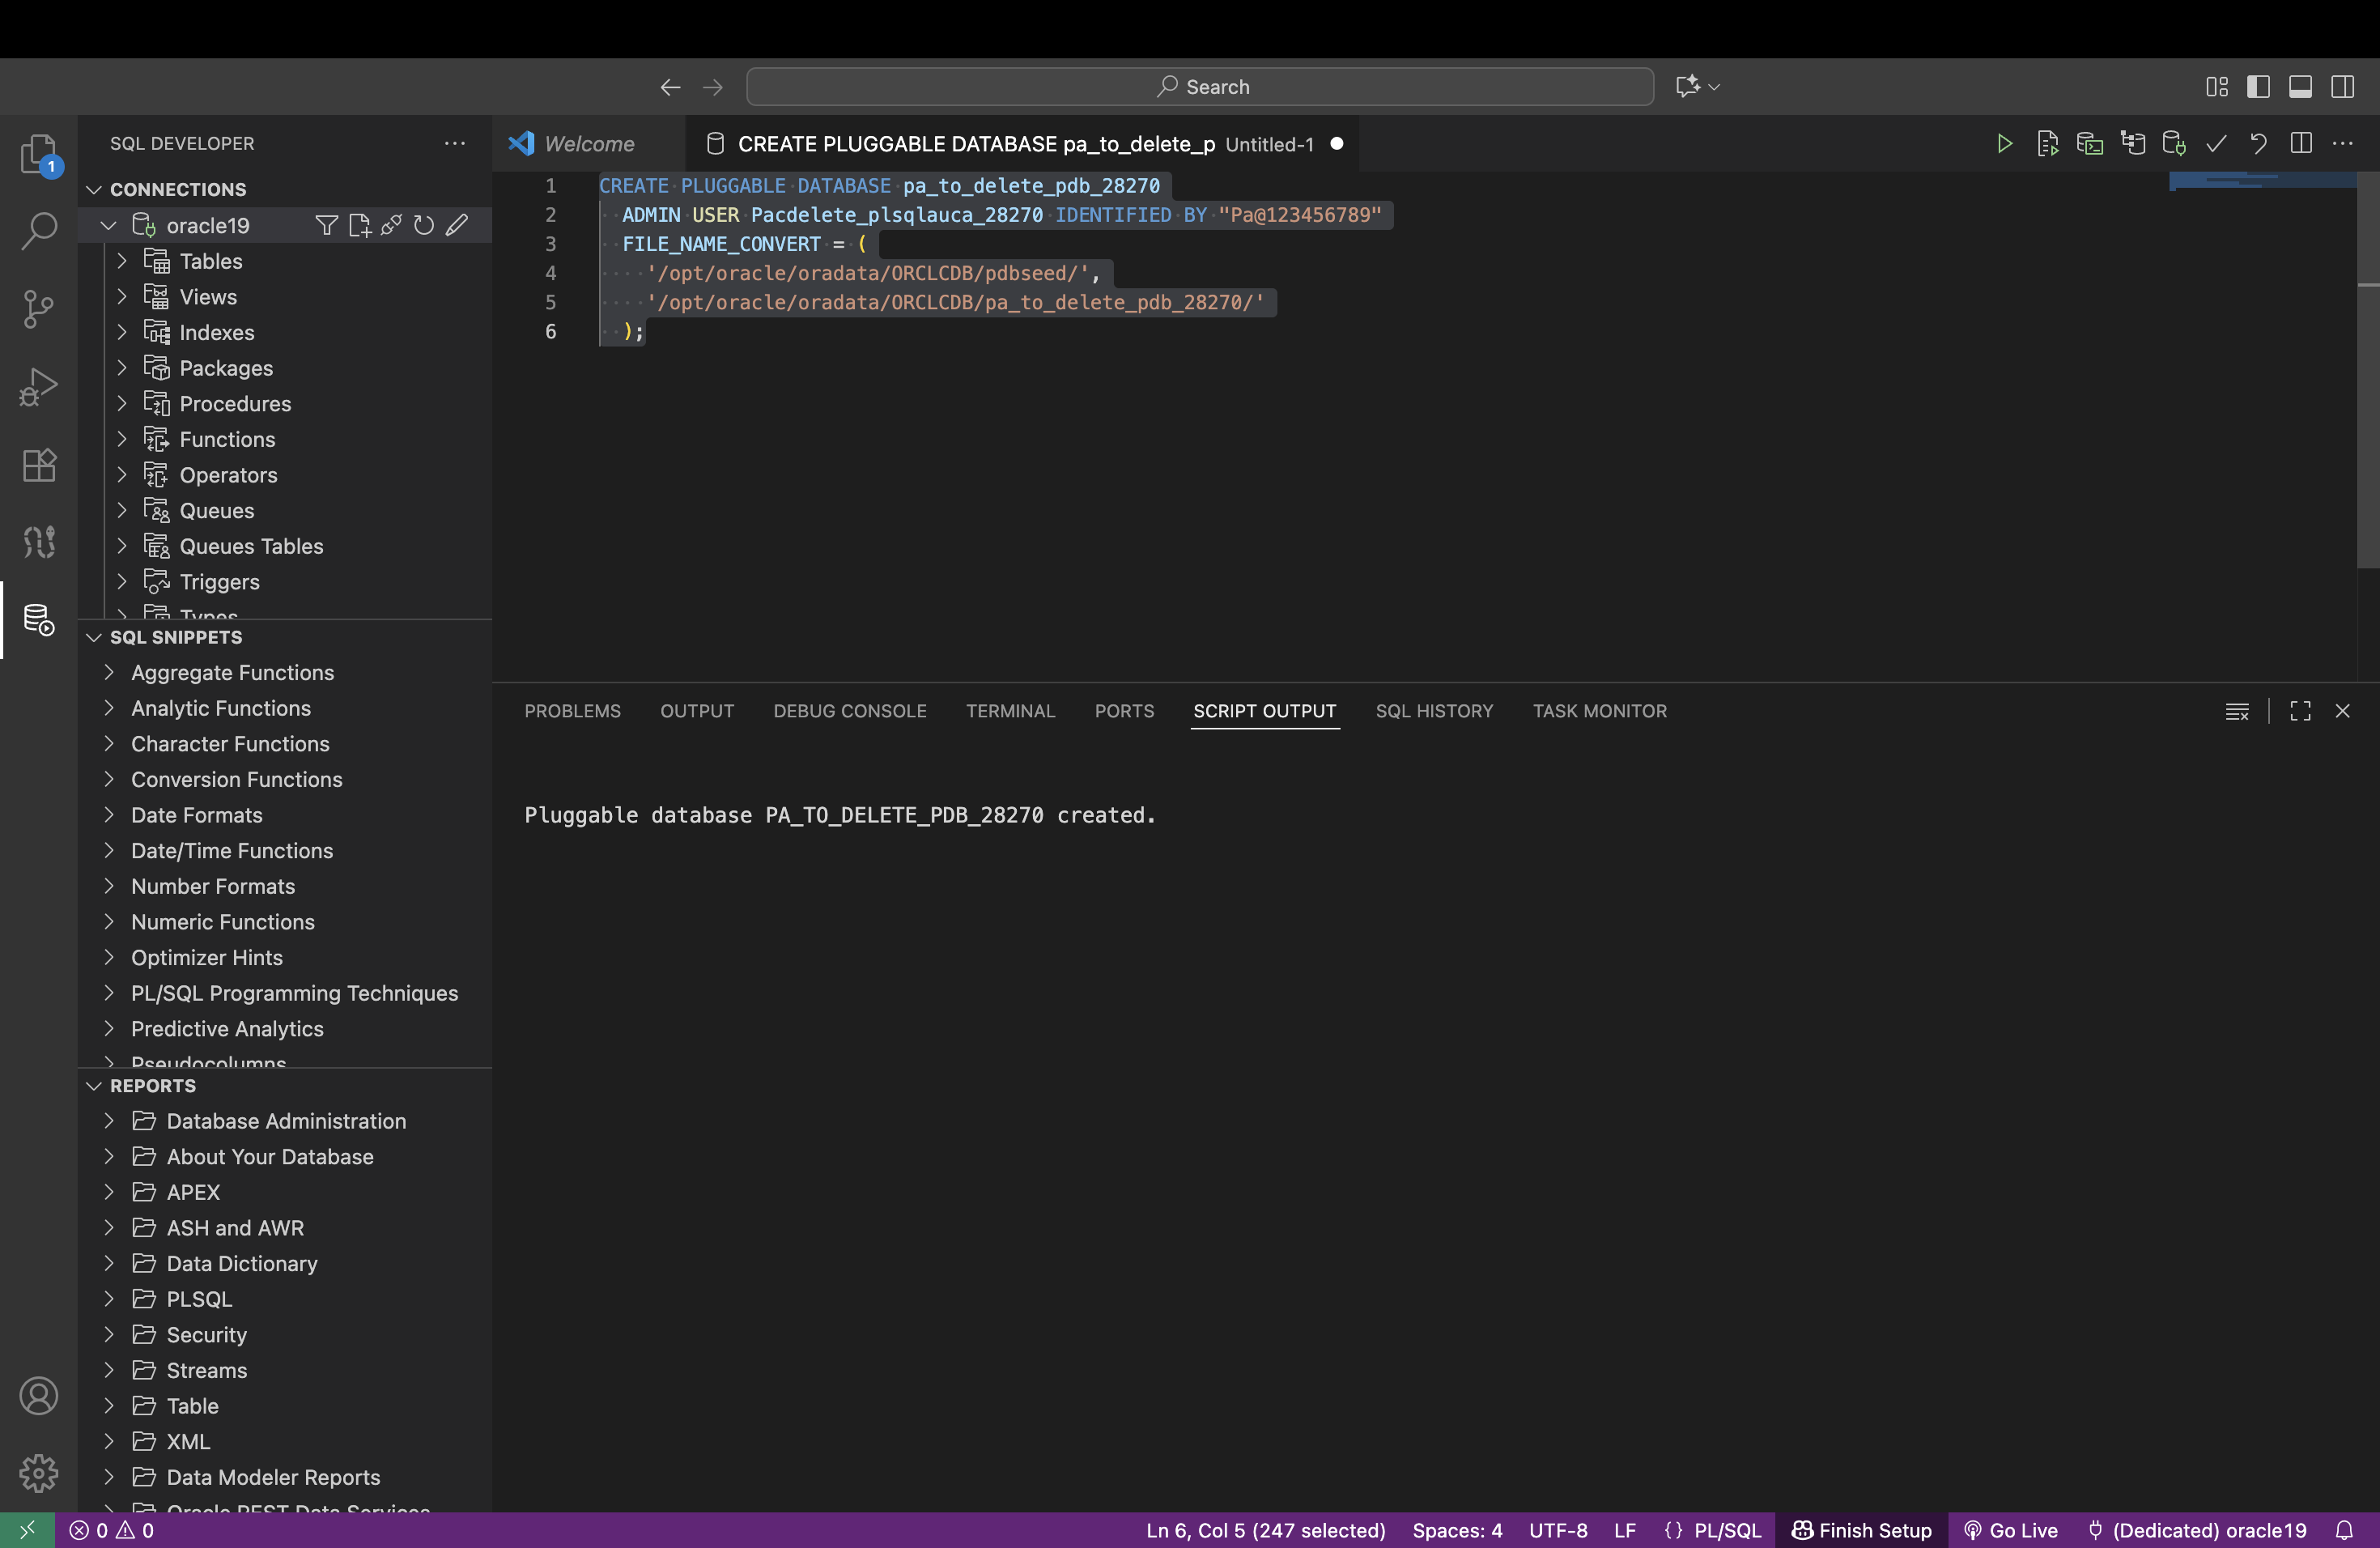 Search
SQL DEVELOPER
Welcome
CREATE PLUGGABLE DATABASE pa_to_delete_p Untitled-1
1
CONNECTIONS
oracle19
Tables
Views
Indexes
Packages
Procedures
Functions
Operators
Queues
Queues Tables
Triggers
Types
SQL SNIPPETS
Aggregate Functions
Analytic Functions
Character Functions
Conversion Functions
Date Formats
Date/Time Functions
Number Formats
Numeric Functions
Optimizer Hints
PL/SQL Programming Techniques
Predictive Analytics
Pseudocolumns
REPORTS
Database Administration
About Your Database
APEX
ASH and AWR
Data Dictionary
PLSQL
Security
Streams
Table
XML
Data Modeler Reports
Oracle REST Data Services
1 CREATE PLUGGABLE DATABASE pa_to_delete_pdb_28270
2 ADMIN USER Pacdelete_plsqlauca_28270 IDENTIFIED BY "Pa@123456789"
3 FILE_NAME_CONVERT = (
4 '/opt/oracle/oradata/ORCLCDB/pdbseed/',
5 '/opt/oracle/oradata/ORCLCDB/pa_to_delete_pdb_28270/'
6 );
PROBLEMS OUTPUT DEBUG CONSOLE TERMINAL PORTS SCRIPT OUTPUT SQL HISTORY TASK MONITOR
Pluggable database PA_TO_DELETE_PDB_28270 created.
0 0 Ln 6, Col 5 (247 selected) Spaces: 4 UTF-8 LF {} PL/SQL Finish Setup Go Live (Dedicated) oracle19